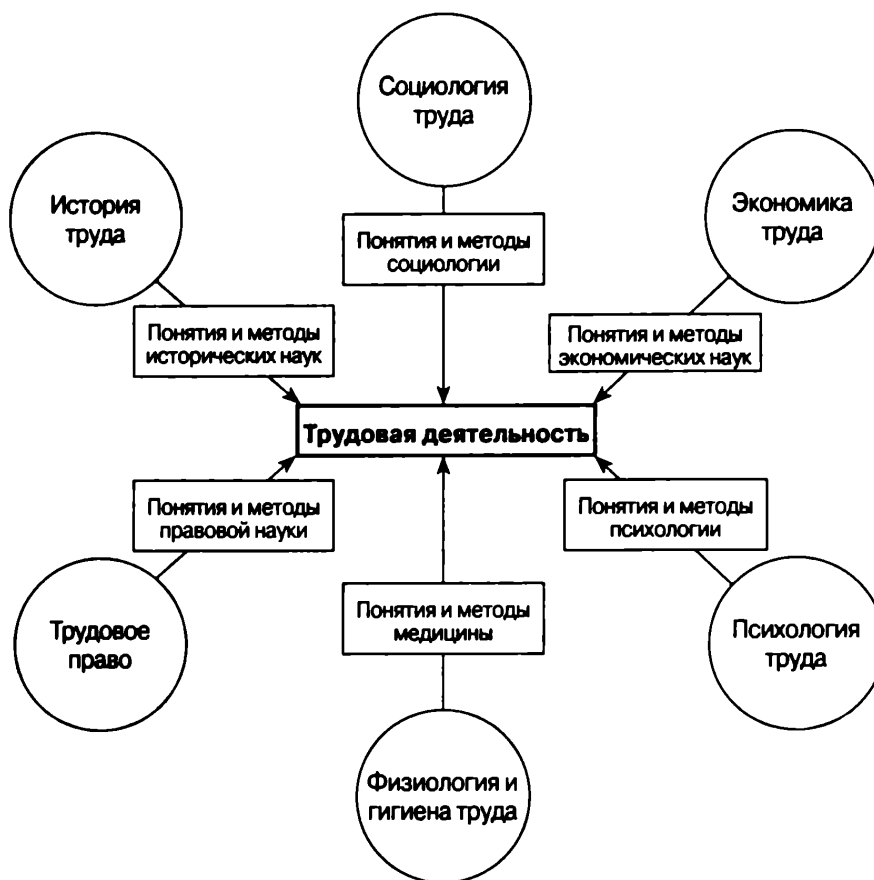 Социология
труда
История
труда
Экономика
труда
Понятия и методы
социологии
Понятия и методы
исторических наук
Понятия и методы
экономических наук
Трудовая деятельность
Понятия и методы
правовой науки
Понятия и методы
психологии
Понятия и методы
медицины
Трудовое
право
Психология
труда
Физиология и
гигиена труда